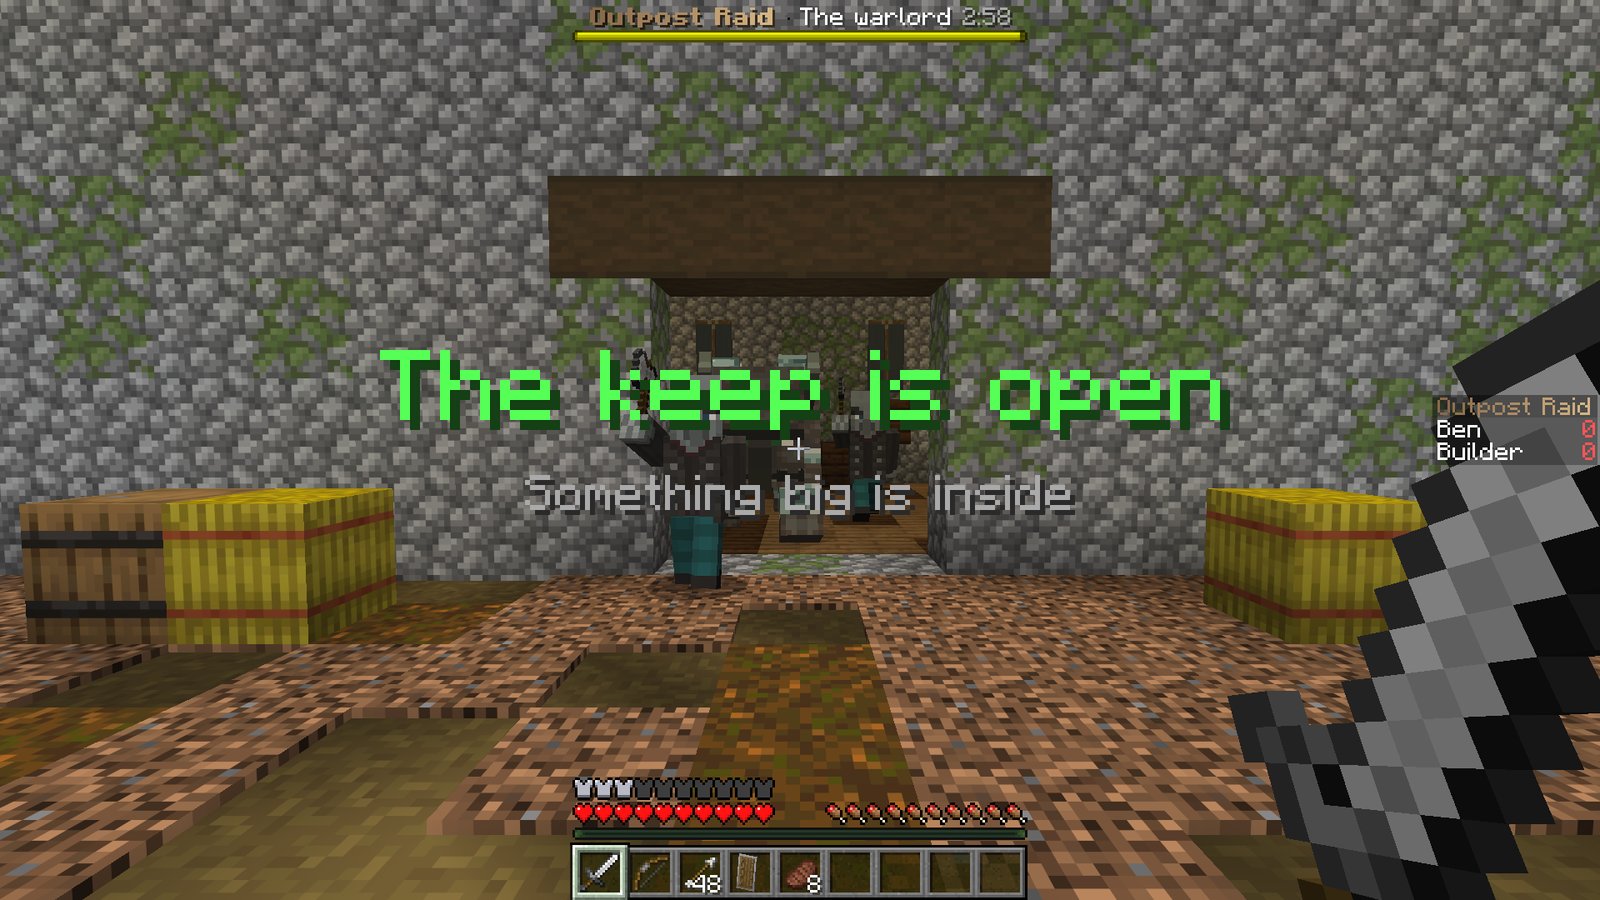 Outpost Raid · The warlord 2:58
The keep is open
Something big is inside
Outpost Raid
Ben 0
Builder 0
48
8